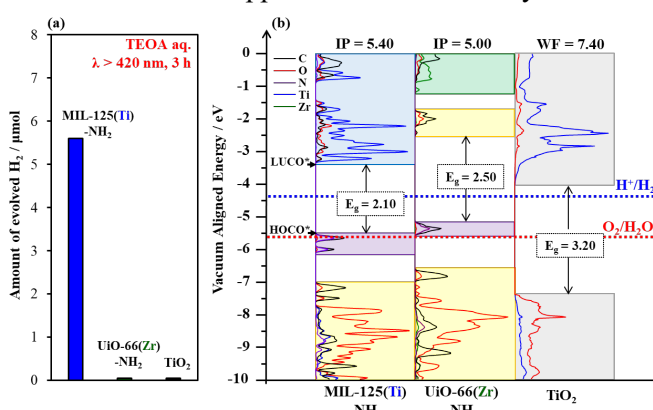 (a)
TEOA aq.
λ > 420 nm, 3 h
Amount of evolved H2 / μmol
8
7
6
5
4
3
2
1
0
MIL-125(Ti)
-NH2
UiO-66(Zr)
-NH2
TiO2
(b)
IP = 5.40
IP = 5.00
WF = 7.40
Vacuum Aligned Energy / eV
0
-1
-2
-3
-4
-5
-6
-7
-8
-9
-10
C
O
N
Ti
Zr
LUCO*
HOCO*
Eg = 2.10
Eg = 2.50
Eg = 3.20
H+/H2
O2/H2O
MIL-125(Ti)
UiO-66(Zr)
TiO2